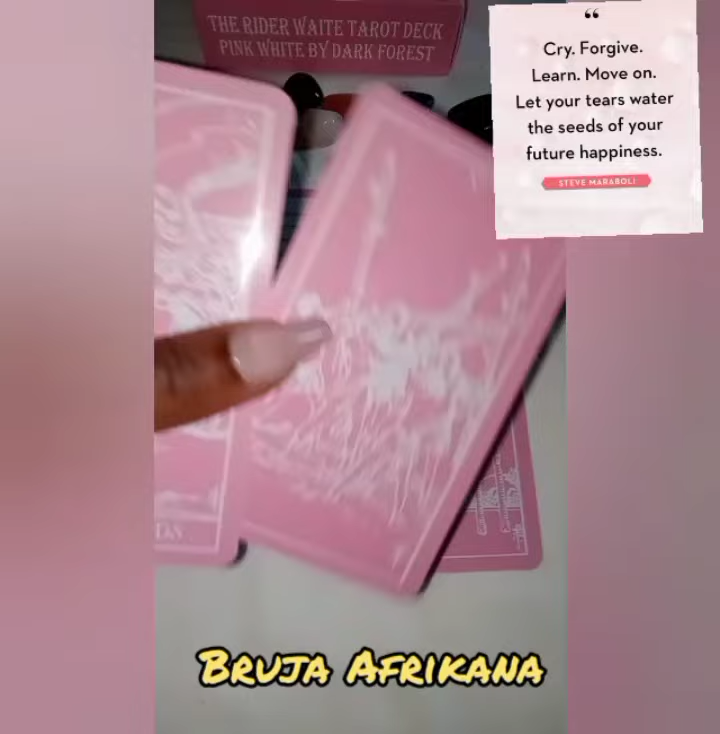 THE RIDER WAITE TAROT DECK
PINK WHITE BY DARK FOREST
“
Cry. Forgive.
Learn. Move on.
Let your tears water
the seeds of your
future happiness.
STEVE MARABOLI
BRUJA AFRIKANA